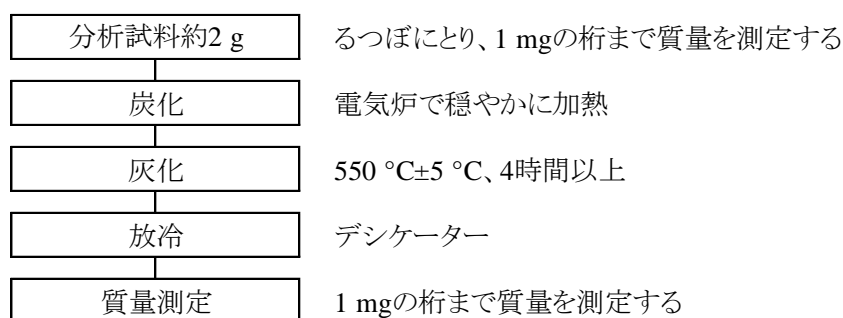 分析試料約2 g  るつぼにとり、1 mgの桁まで質量を測定する
炭化  電気炉で穏やかに加熱
灰化  550 °C±5 °C、4時間以上
放冷  デシケーター
質量測定  1 mgの桁まで質量を測定する